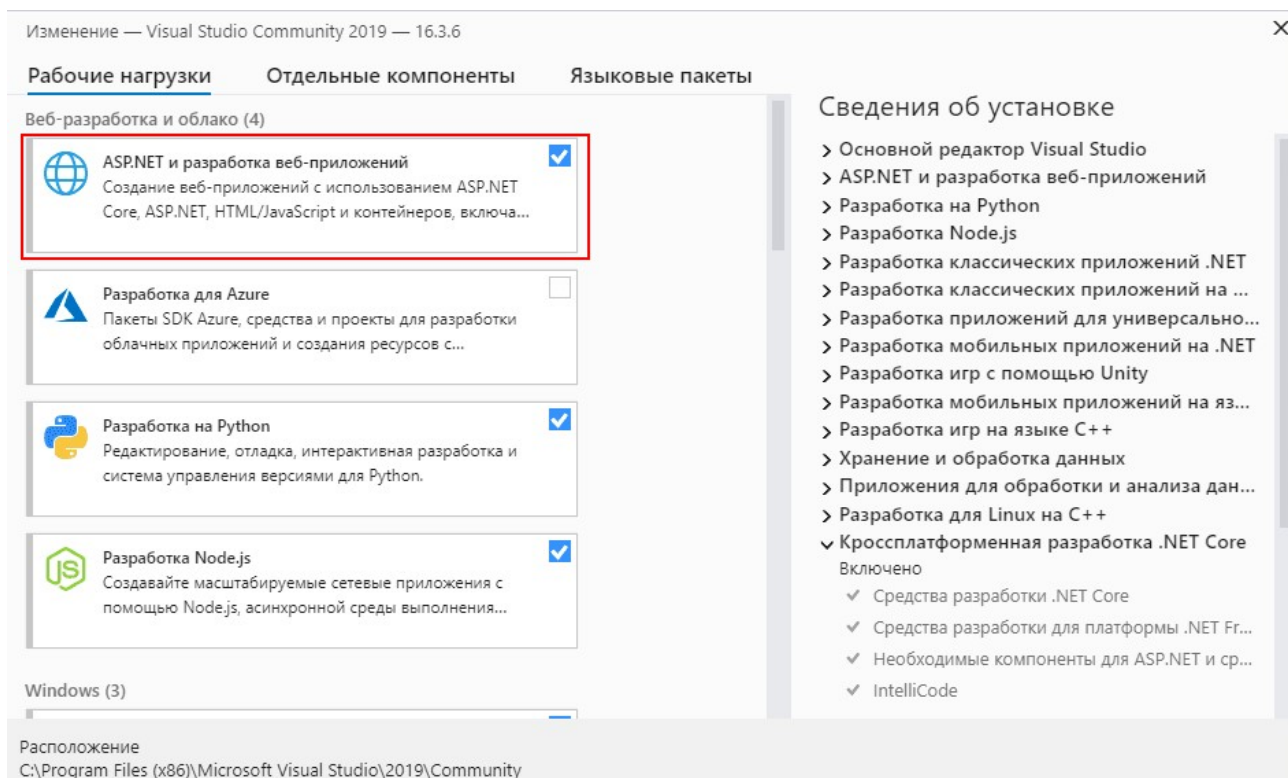 Изменение — Visual Studio Community 2019 — 16.3.6
Рабочие нагрузки Отдельные компоненты Языковые пакеты
Веб-разработка и облако (4)
ASP.NET и разработка веб-приложений
Создание веб-приложений с использованием ASP.NET
Core, ASP.NET, HTML/JavaScript и контейнеров, включа...
Разработка для Azure
Пакеты SDK Azure, средства и проекты для разработки
облачных приложений и создания ресурсов с...
Разработка на Python
Редактирование, отладка, интерактивная разработка и
система управления версиями для Python.
JS
Разработка Node.js
Создавайте масштабируемые сетевые приложения с
помощью Node.js, асинхронной среды выполнения...
Windows (3)
Сведения об установке
Основной редактор Visual Studio
ASP.NET и разработка веб-приложений
Разработка на Python
Разработка Node.js
Разработка классических приложений .NET
Разработка классических приложений на ...
Разработка приложений для универсально...
Разработка мобильных приложений на .NET
Разработка игр с помощью Unity
Разработка мобильных приложений на яз...
Разработка игр на языке C++
Хранение и обработка данных
Приложения для обработки и анализа дан...
Разработка для Linux на C++
Кроссплатформенная разработка .NET Core
Включено
Средства разработки .NET Core
Средства разработки для платформы .NET Fr...
Необходимые компоненты для ASP.NET и ср...
IntelliCode
Расположение
C:\Program Files (x86)\Microsoft Visual Studio\2019\Community